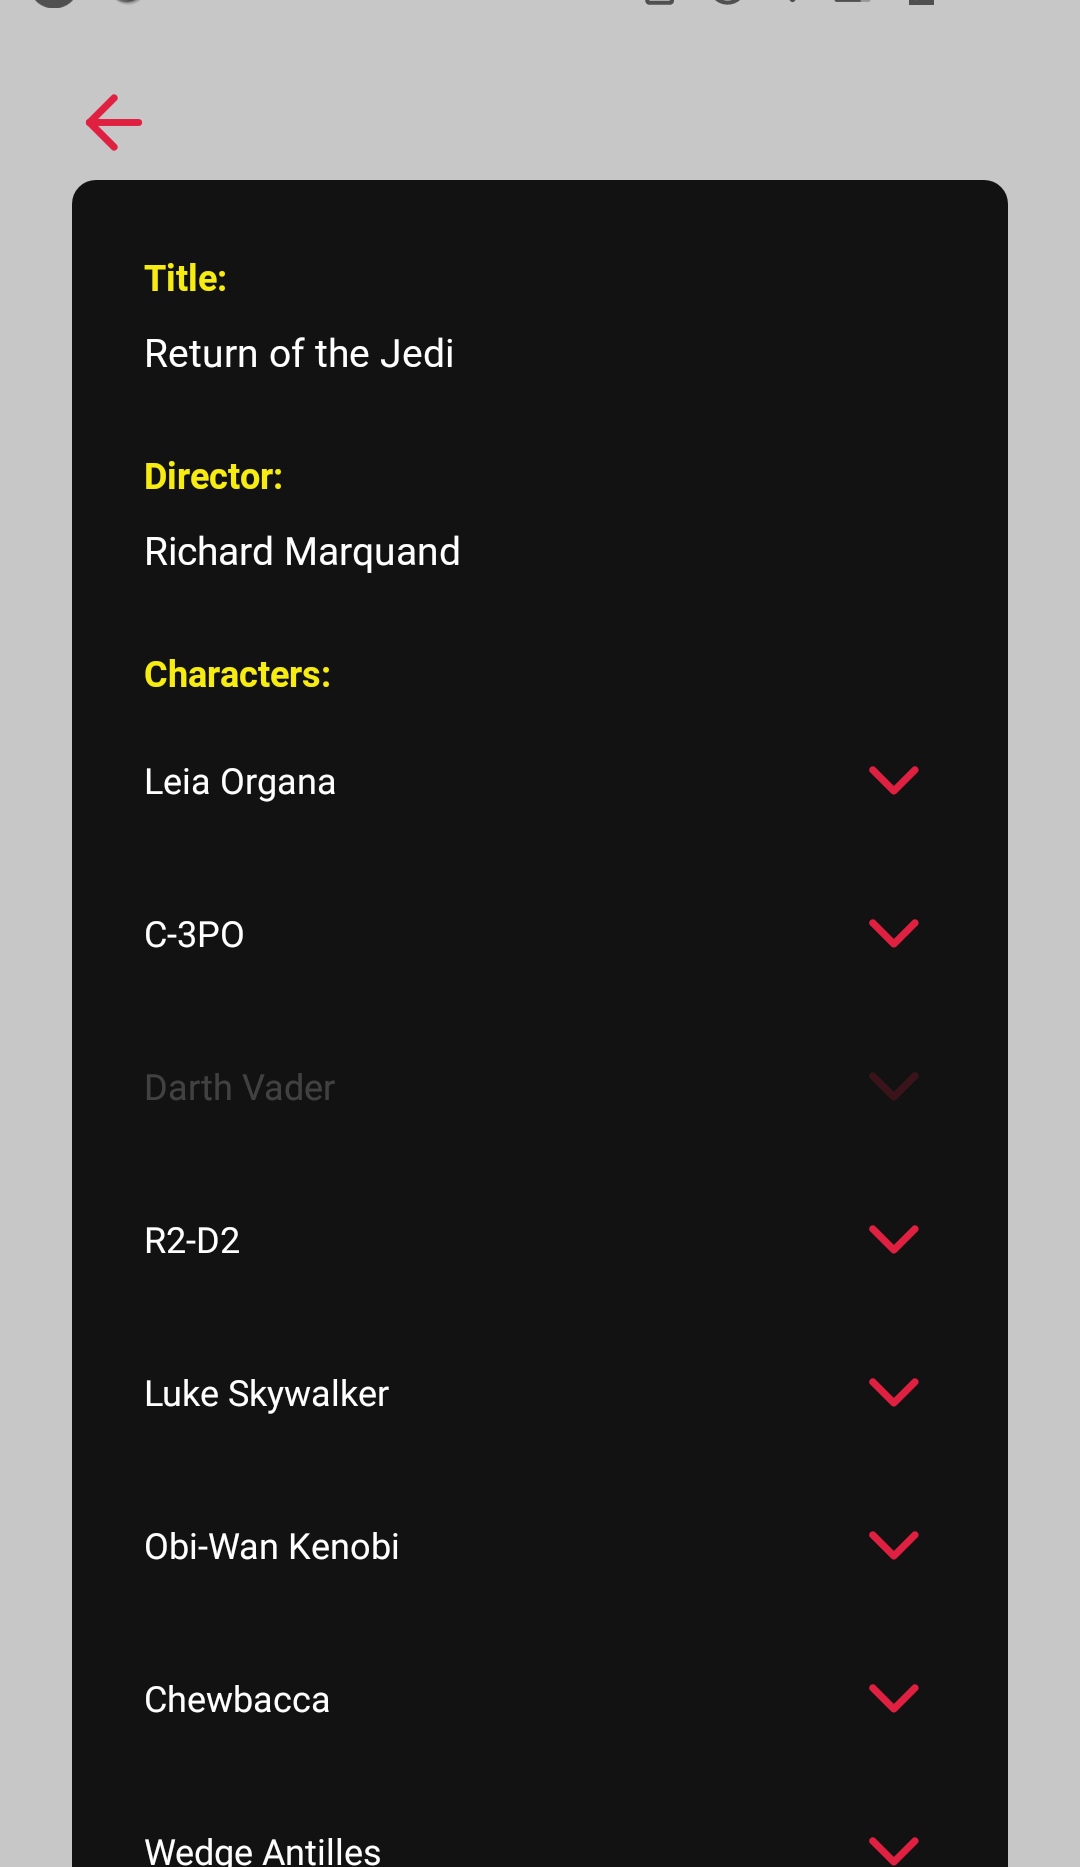 Title:
Return of the Jedi
Director:
Richard Marquand
Characters:
Leia Organa
C-3PO
Darth Vader
R2-D2
Luke Skywalker
Obi-Wan Kenobi
Chewbacca
Wedge Antilles